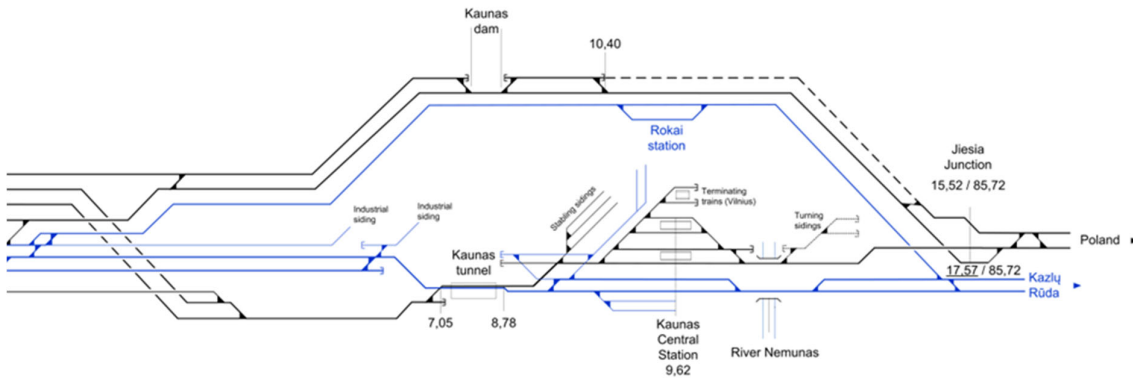 Kaunas
dam
10,40
Rokai
station
Jiesia
Junction
15,52 / 85,72
Industrial
siding
Industrial
siding
Stabling sidings
Terminating
trains (Vilnius)
Turning
sidings
Poland
Kaunas
tunnel
17,57 / 85,72
Kazlų
Rūda
7,05
8,78
Kaunas
Central
Station
9,62
River Nemunas